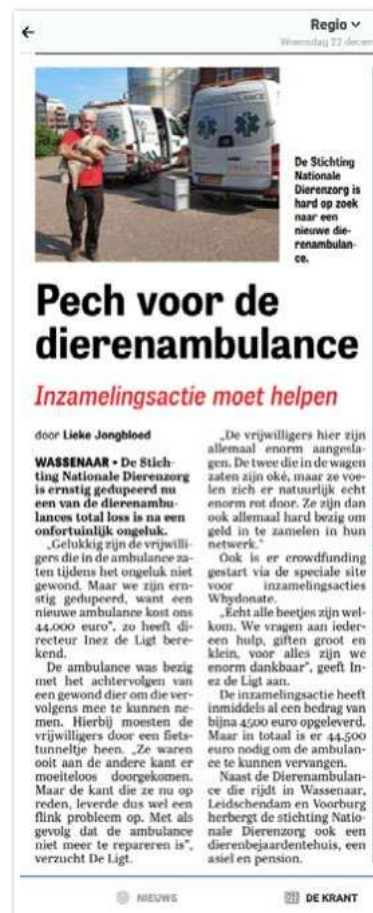 Regio
Woensdag 22 decem
De Stichting
Nationale
Dierenzorg is
hard op zoek
naar een
nieuwe die-
renambulan-
ce.
Pech voor de
dierenambulance
Inzamelingsactie moet helpen
door Lieke Jongbloed
WASSENAAR • De Stich-
ting Nationale Dierenzorg
is ernstig gedupeerd nu
een van de dierenambu-
lances total loss is na een
onfortuinlijk ongeluk.
„Gelukkig zijn de vrijwilli-
gers die in de ambulance za-
ten tijdens het ongeluk niet
gewond. Maar we zijn ern-
stig gedupeerd, want een
nieuwe ambulance kost ons
44.000 euro”, zo heeft di-
recteur Inez de Ligt bere-
kend.
De ambulance was bezig
met het achtervolgen van
een gewond dier om die ver-
volgens mee te kunnen ne-
men. Hierbij moesten de
vrijwilligers door een fiets-
tunneltje heen. „Ze waren
ooit aan de andere kant er
moeiteloos doorgekomen.
Maar de kant die ze nu op
reden, leverde dus wel een
flink probleem op. Met als
gevolg dat de ambulance
niet meer te repareren is”,
verzucht De Ligt.
„De vrijwilligers hier zijn
allemaal enorm aangesla-
gen. De twee die in de wagen
zaten zijn oké, maar ze voe-
len zich er natuurlijk echt
enorm rot door. Ze zijn dan
ook allemaal hard bezig om
geld in te zamelen in hun
netwerk.”
Ook is er crowdfunding
gestart via de speciale site
voor inzamelingsacties
Whydonate.
„Echt alle beetjes zijn wel-
kom. We vragen aan ieder-
een hulp, giften groot en
klein, voor alles zijn we
enorm dankbaar”, geeft In-
ez de Ligt aan.
De inzamelingsactie heeft
inmiddels al een bedrag van
bijna 4500 euro opgeleverd.
Maar in totaal is er 44.500
euro nodig om de ambulan-
ce te kunnen vervangen.
Naast de Dierenambulan-
ce die rijdt in Wassenaar,
Leidschendam en Voorburg
herbergt de stichting Natio-
nale Dierenzorg ook een
dierenbejaardentehuis, een
asiel en pension.
NIEUWS
DE KRANT